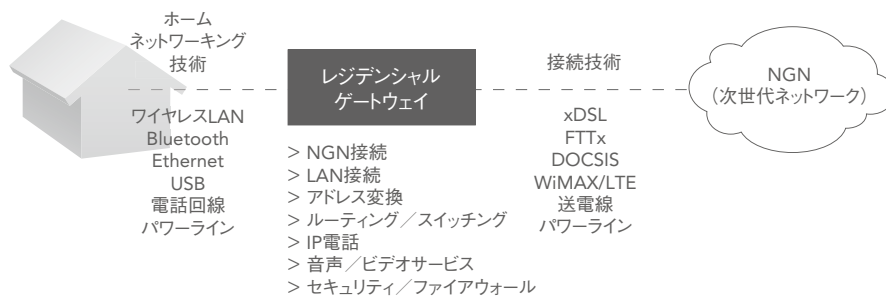 ホーム
ネットワーキング
技術
ワイヤレスLAN
Bluetooth
Ethernet
USB
電話回線
パワーライン
レジデンシャル
ゲートウェイ
> NGN接続
> LAN接続
> アドレス変換
> ルーティング／スイッチング
> IP電話
> 音声／ビデオサービス
> セキュリティ／ファイアウォール
接続技術
xDSL
FTTx
DOCSIS
WiMAX/LTE
送電線
パワーライン
NGN
（次世代ネットワーク）